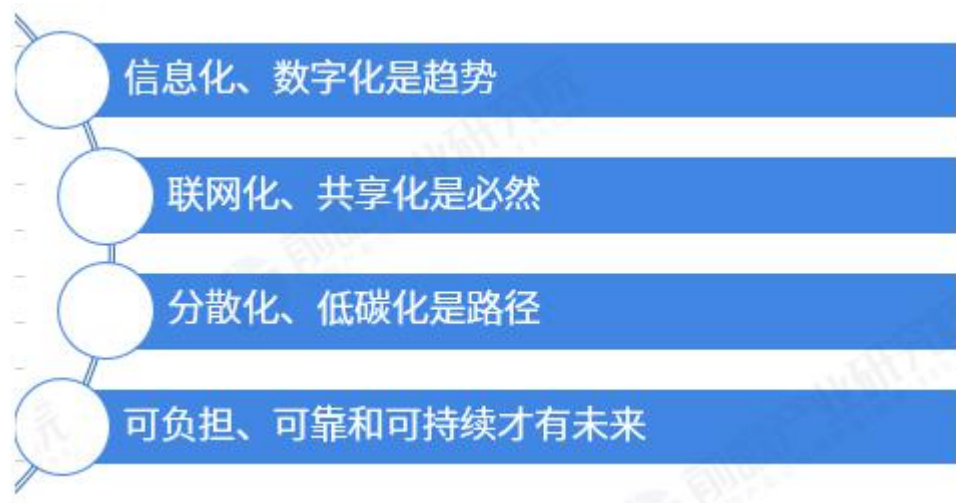 信息化、数字化是趋势
联网化、共享化是必然
分散化、低碳化是路径
可负担、可靠和可持续才有未来